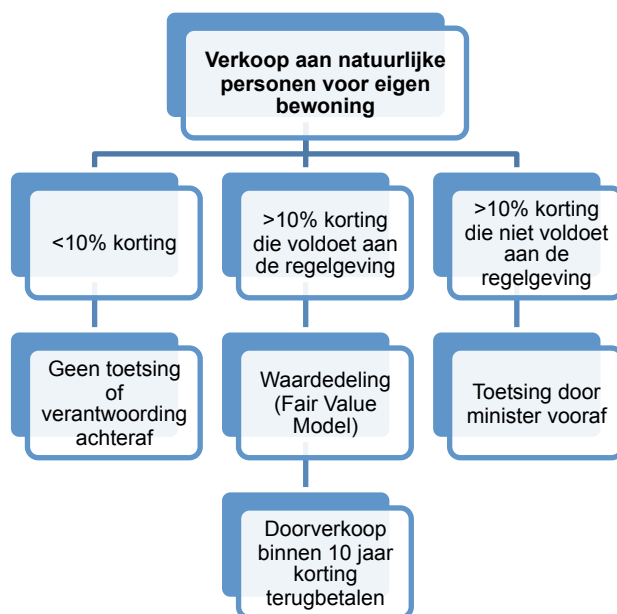 Verkoop aan natuurlijke
personen voor eigen
bewoning
<10% korting
>10% korting
die voldoet aan
de regelgeving
>10% korting
die niet voldoet
aan de
regelgeving
Geen toetsing
of
verantwoording
achteraf
Waardedeling
(Fair Value
Model)
Toetsing door
minister vooraf
Doorverkoop
binnen 10 jaar
korting
terugbetalen